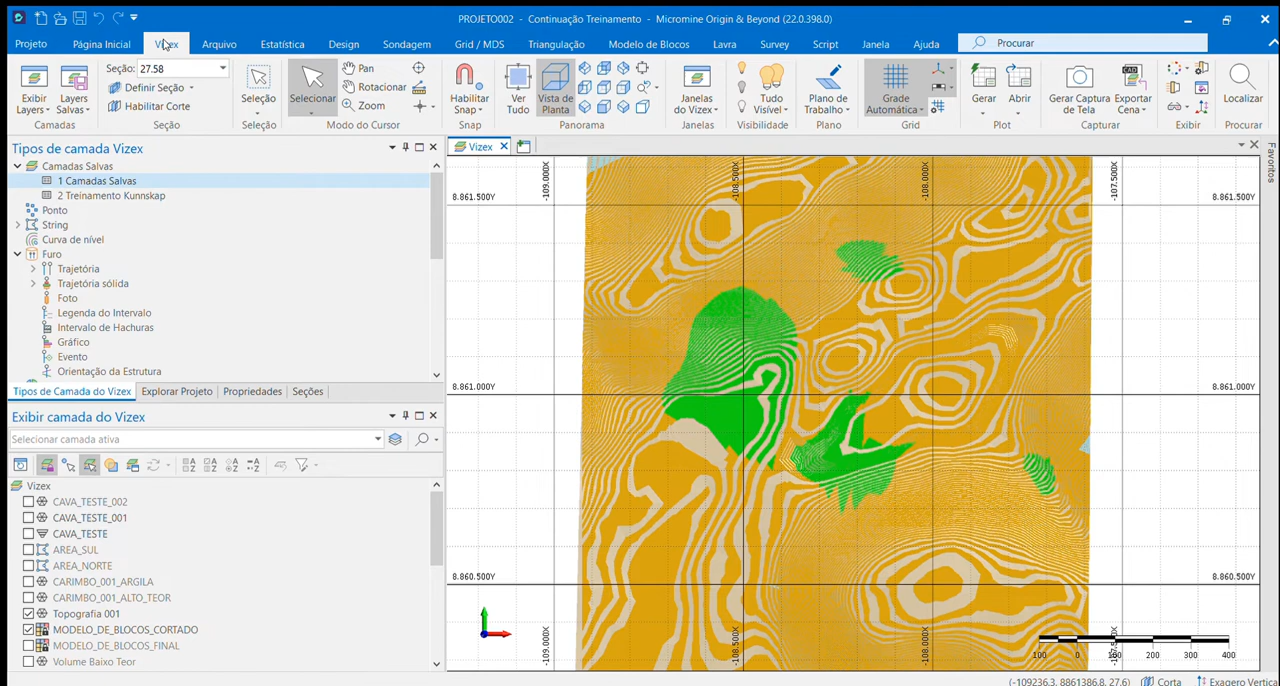 PROJETO002 - Continuação Treinamento - Micromine Origin & Beyond (22.0.398.0)
Projeto Página Inicial Vizex Arquivo Estatística Design Sondagem Grid / MDS Triangulação Modelo de Blocos Lavra Survey Script Janela Ajuda Procurar
Exibir Layers
Layers Salvas
Camadas
Seção: 27.58
Definir Seção
Habilitar Corte
Seção
Seleção
Seleção
Selecionar
Pan
Rotacionar
Zoom
Modo do Cursor
Habilitar Snap
Snap
Ver Tudo
Vista de Planta
Panorama
Janelas do Vizex
Janelas
Tudo Visível
Visibilidade
Plano de Trabalho
Plano
Grade Automática
Grid
Gerar
Abrir
Plot
Gerar Captura de Tela
CAD
Exportar Cena
Capturar
Exibir
Localizar
Procurar
Tipos de camada Vizex
Camadas Salvas
1 Camadas Salvas
2 Treinamento Kunnskap
Ponto
String
Curva de nível
Furo
Trajetória
Trajetória sólida
Foto
Legenda do Intervalo
Intervalo de Hachuras
Gráfico
Evento
Orientação da Estrutura
Tipos de Camada do Vizex Explorar Projeto Propriedades Seções
Exibir camada do Vizex
Selecionar camada ativa
Vizex
CAVA_TESTE_002
CAVA_TESTE_001
CAVA_TESTE
AREA_SUL
AREA_NORTE
CARIMBO_001_ARGILA
CARIMBO_001_ALTO_TEOR
Topografia 001
MODELO_DE_BLOCOS_CORTADO
MODELO_DE_BLOCOS_FINAL
Volume Baixo Teor
Vizex
Favoritos
-109.000X -108.500X -108.000X -107.500X
8.861.500Y 8.861.500Y
8.861.000Y 8.861.000Y
8.860.500Y 8.860.500Y
-109.000X -108.500X -108.000X -107.500X
100 0 100 200 300 400
(-109236.3, 8861386.8, 27.6) Corta Exagero Vertica